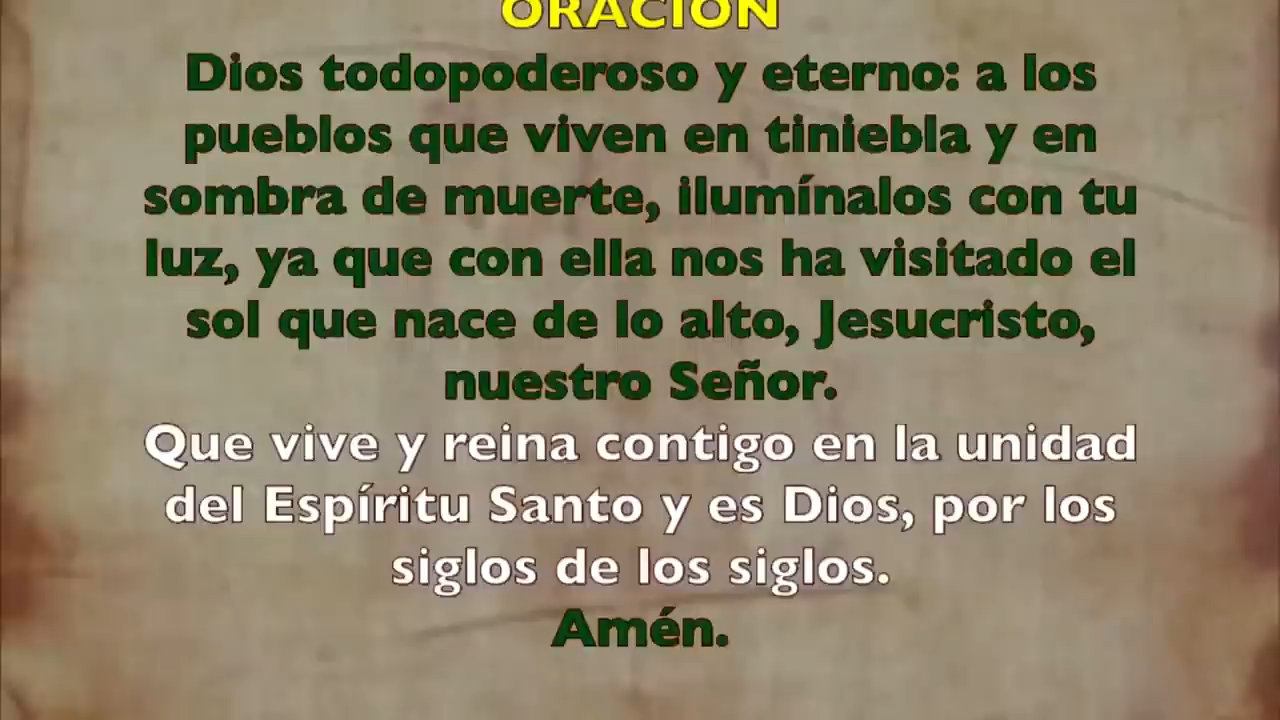 ORACIÓN
Dios todopoderoso y eterno: a los
pueblos que viven en tiniebla y en
sombra de muerte, ilumínalos con tu
luz, ya que con ella nos ha visitado el
sol que nace de lo alto, Jesucristo,
nuestro Señor.
Que vive y reina contigo en la unidad
del Espíritu Santo y es Dios, por los
siglos de los siglos.
Amén.